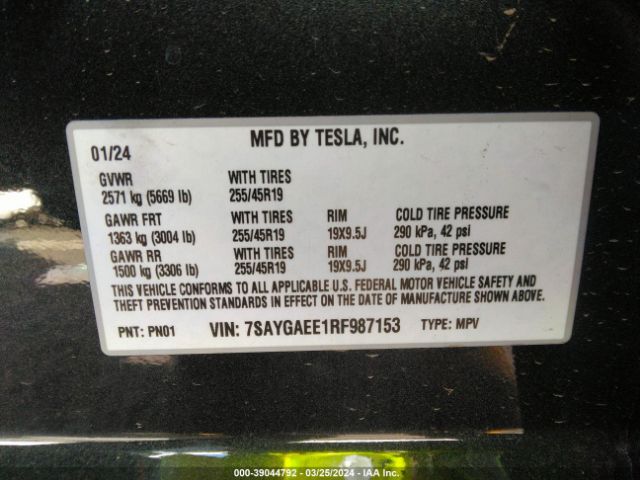 MFD BY TESLA, INC.
01/24
GVWR WITH TIRES
2571 kg (5669 lb) 255/45R19
GAWR FRT WITH TIRES RIM COLD TIRE PRESSURE
1363 kg (3004 lb) 255/45R19 19X9.5J 290 kPa, 42 psi
GAWR RR WITH TIRES RIM COLD TIRE PRESSURE
1500 kg (3306 lb) 255/45R19 19X9.5J 290 kPa, 42 psi
THIS VEHICLE CONFORMS TO ALL APPLICABLE U.S. FEDERAL MOTOR VEHICLE SAFETY AND
THEFT PREVENTION STANDARDS IN EFFECT ON THE DATE OF MANUFACTURE SHOWN ABOVE.
PNT: PN01 VIN: 7SAYGAEE1RF987153 TYPE: MPV
000-39044792 - 03/25/2024 - IAA Inc.